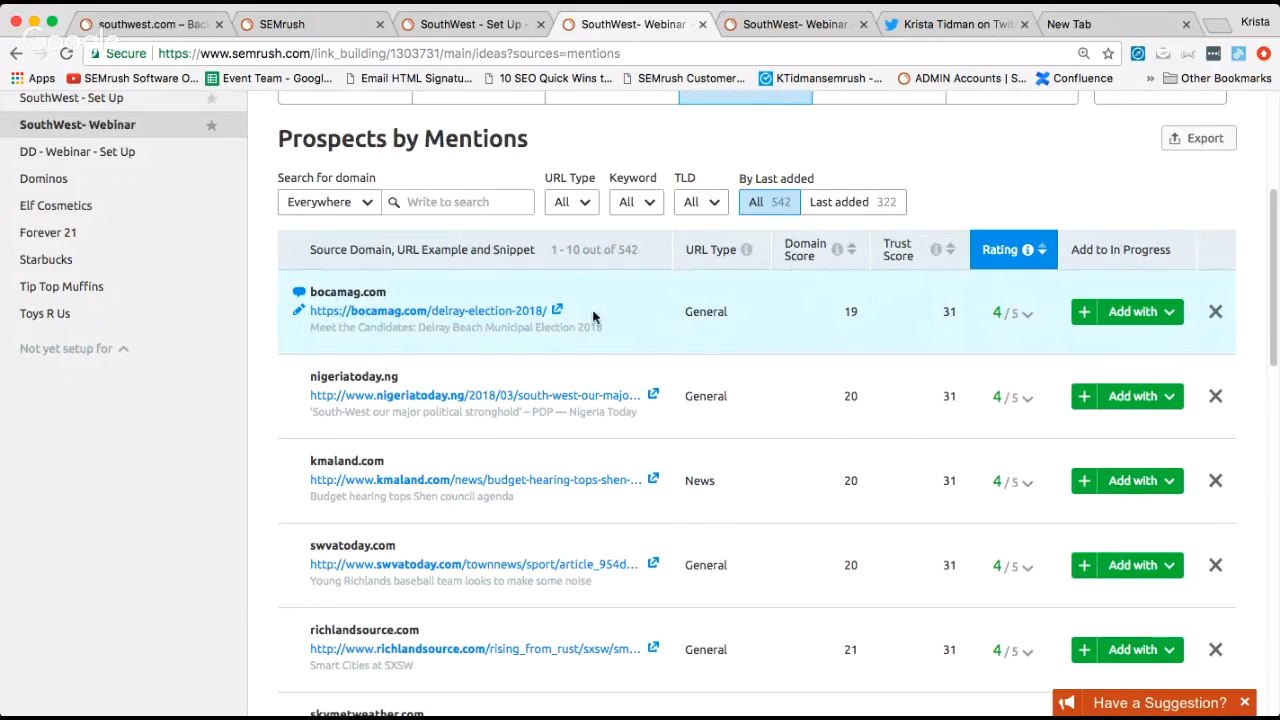 southwest.com – Bac
SEMrush
SouthWest - Set Up -
SouthWest- Webinar
SouthWest- Webinar
Krista Tidman on Twit
New Tab
Krista
Google
Secure
https://www.semrush.com/link_building/1303731/main/ideas?sources=mentions
Apps
SEMrush Software O...
Event Team - Googl...
Email HTML Signatur...
10 SEO Quick Wins t...
SEMrush Customer...
KTidmansemrush -...
ADMIN Accounts | S...
Confluence
»
Other Bookmarks
SouthWest - Set Up
SouthWest- Webinar
DD - Webinar - Set Up
Dominos
Elf Cosmetics
Forever 21
Starbucks
Tip Top Muffins
Toys R Us
Not yet setup for
Prospects by Mentions
Export
Search for domain
URL Type
Keyword
TLD
By Last added
Everywhere
Write to search
All
All
All
All 542
Last added 322
Source Domain, URL Example and Snippet 1 - 10 out of 542
URL Type
Domain Score
Trust Score
Rating
Add to In Progress
bocamag.com
https://bocamag.com/delray-election-2018/
Meet the Candidates: Delray Beach Municipal Election 2018
General
19
31
4 / 5
Add with
nigeriatoday.ng
http://www.nigeriatoday.ng/2018/03/south-west-our-majo...
‘South-West our major political stronghold’ – PDP — Nigeria Today
General
20
31
4 / 5
Add with
kmaland.com
http://www.kmaland.com/news/budget-hearing-tops-shen-...
Budget hearing tops Shen council agenda
News
20
31
4 / 5
Add with
swvatoday.com
http://www.swvatoday.com/townnews/sport/article_954d...
Young Richlands baseball team looks to make some noise
General
20
31
4 / 5
Add with
richlandsource.com
http://www.richlandsource.com/rising_from_rust/sxsw/sm...
Smart Cities at SXSW
General
21
31
4 / 5
Add with
skymetweather.com
Have a Suggestion?